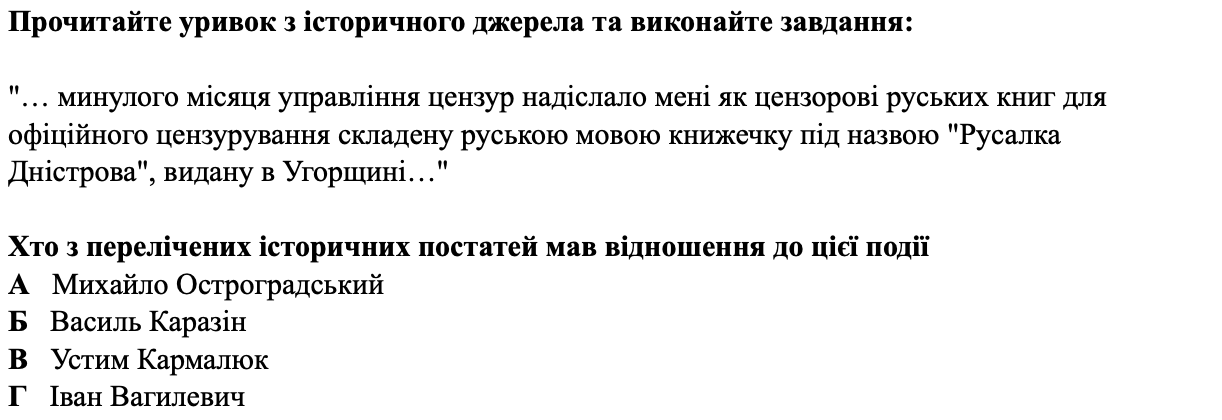 Прочитайте уривок з історичного джерела та виконайте завдання:
"… минулого місяця управління цензур надіслало мені як цензорові руських книг для
офіційного цензурування складену руською мовою книжечку під назвою "Русалка
Дністрова", видану в Угорщині…"
Хто з перелічених історичних постатей мав відношення до цієї події
А Михайло Остроградський
Б Василь Каразін
В Устим Кармалюк
Г Іван Вагилевич